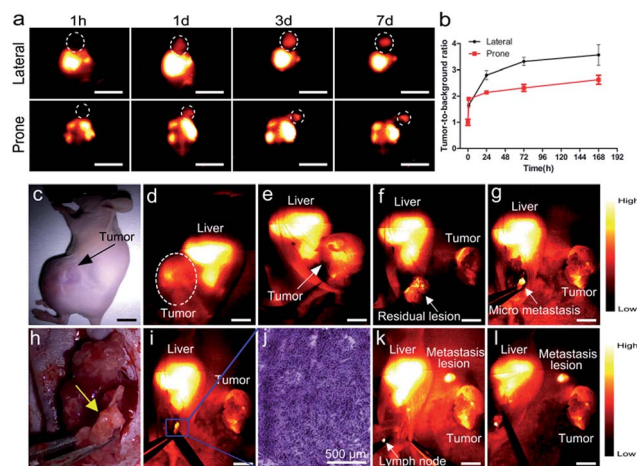 a
1h 1d 3d 7d
Lateral
Prone
b
Tumor-to-background ratio
4
3
2
1
0
Lateral
Prone
0 24 48 72 96 120 144 168 192
Time(h)
c
Tumor
d
Liver
Tumor
e
Liver
Tumor
f
Liver
Tumor
Residual lesion
g
Liver
Tumor
Micro metastasis
High
Low
h
i
Liver
Tumor
j
500 µm
k
Liver
Metastasis
lesion
Tumor
Lymph node
l
Liver
Metastasis
lesion
Tumor
High
Low